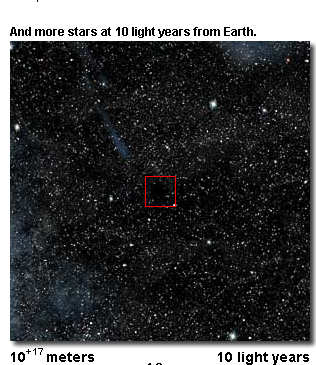 And more stars at 10 light years from Earth.
10+17 meters 10 light years